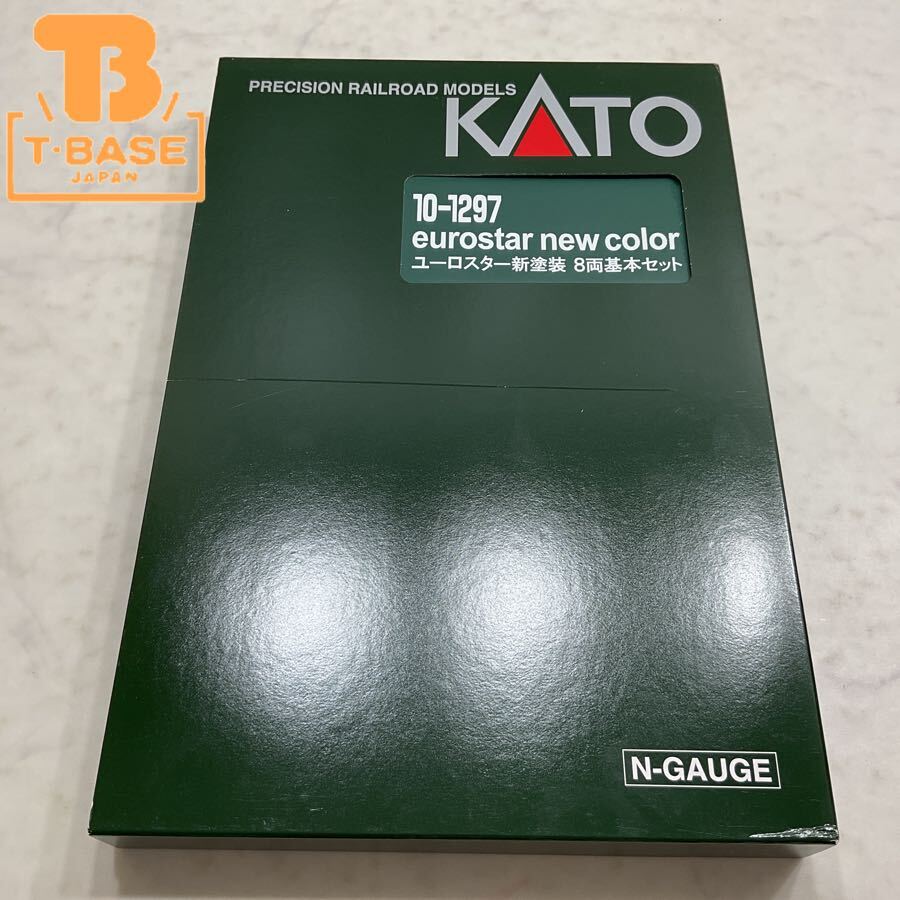 B
T·BASE
JAPAN
PRECISION RAILROAD MODELS
KATO
10-1297
eurostar new color
ユーロスター新塗装 8両基本セット
N-GAUGE